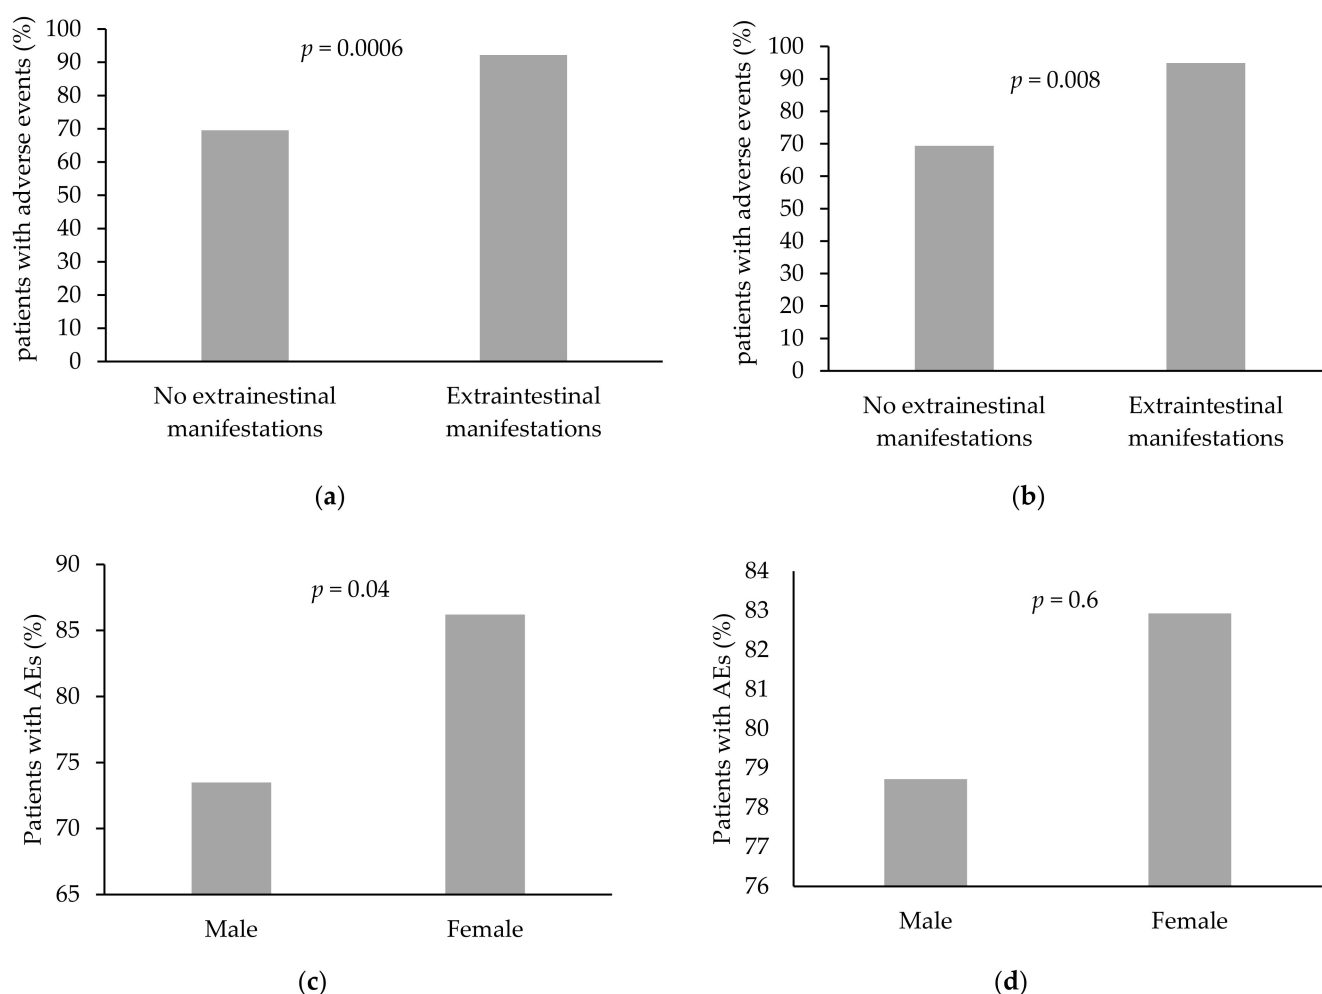 patients with adverse events (%)
100
90
80
70
60
50
40
30
20
10
0
p = 0.0006
No extrainestinal
manifestations
Extraintestinal
manifestations
(a)
patients with adverse events (%)
100
90
80
70
60
50
40
30
20
10
0
p = 0.008
No extrainestinal
manifestations
Extraintestinal
manifestations
(b)
Patients with AEs (%)
90
85
80
75
70
65
p = 0.04
Male
Female
(c)
Patients with AEs (%)
84
83
82
81
80
79
78
77
76
p = 0.6
Male
Female
(d)